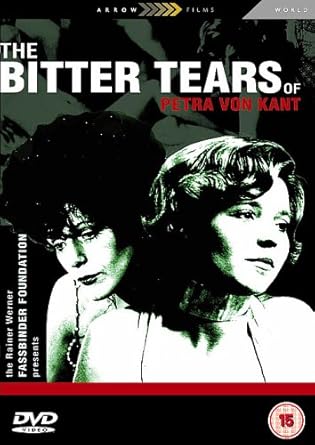 ARROW FILMS
WORLD
THE
BITTER TEARS OF
PETRA VON KANT
the Rainer Werner
FASSBINDER FOUNDATION
presents
DVD
VIDEO
15